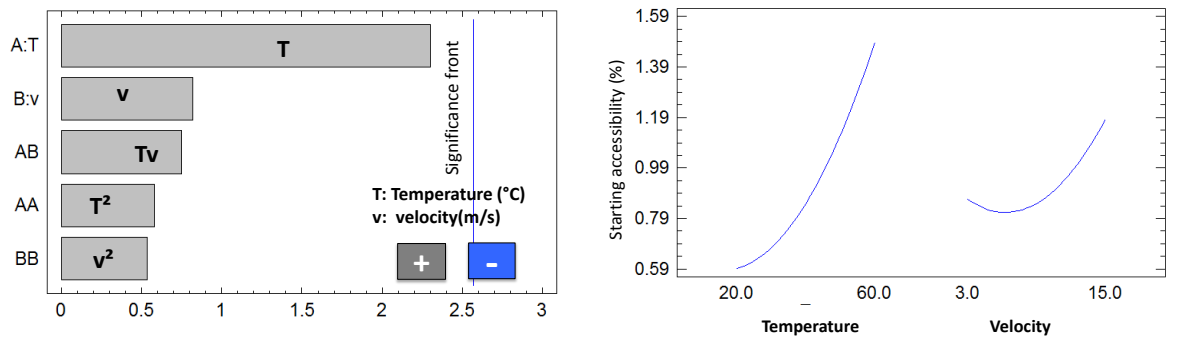 A:T
T
B:v
v
AB
Tv
AA
T²
BB
v²
Significance front
T: Temperature (°C)
v: velocity(m/s)
+
-
0
0.5
1
1.5
2
2.5
3
Starting accessibility (%)
1.59
1.39
1.19
0.99
0.79
0.59
20.0
_
60.0
3.0
15.0
Temperature
Velocity